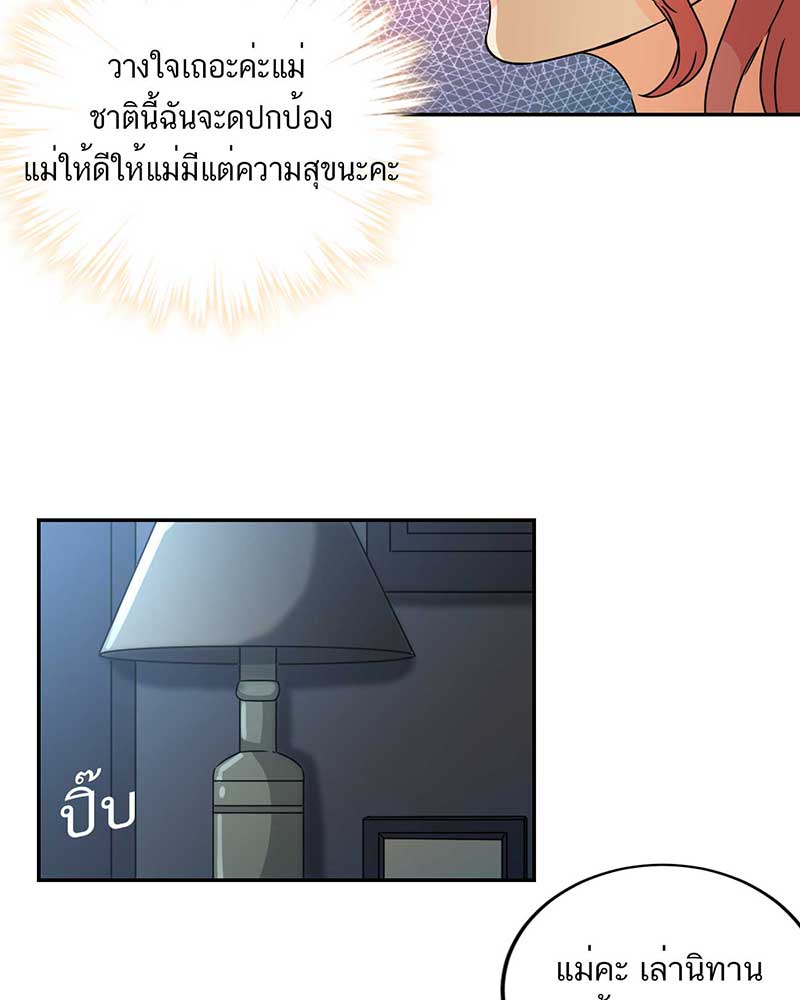 วางใจเถอะค่ะแม่
ชาตินี้ฉันจะดปกป้อง
แม่ให้ดีให้แม่มีแต่ความสุขนะคะ
ปิ๊บ
แม่คะ เล่านิทาน